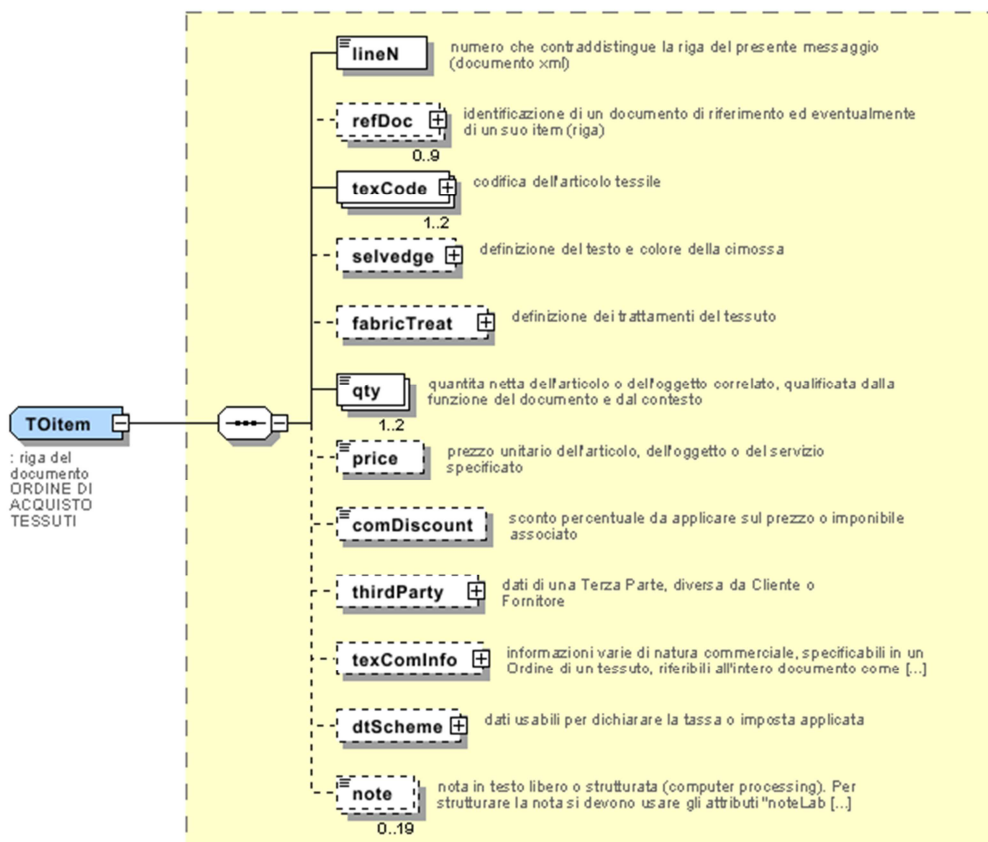 lineN
numero che contraddistingue la riga del presente messaggio
(documento xml)
refDoc
identificazione di un documento di riferimento ed eventualmente
di un suo item (riga)
0..9
texCode
codifica dell'articolo tessile
1..2
selvedge
definizione del testo e colore della cimossa
fabricTreat
definizione dei trattamenti del tessuto
qty
quantita netta dell'articolo o dell'oggetto correlato, qualificata dalla
funzione del documento e dal contesto
1..2
TOitem
: riga del
documento
ORDINE DI
ACQUISTO
TESSUTI
price
prezzo unitario dell'articolo, dell'oggetto o del servizio
specificato
comDiscount
sconto percentuale da applicare sul prezzo o imponibile
associato
thirdParty
dati di una Terza Parte, diversa da Cliente o
Fornitore
texComInfo
informazioni varie di natura commerciale, specificabili in un
Ordine di un tessuto, riferibili all'intero documento come [...]
dtScheme
dati usabili per dichiarare la tassa o imposta applicata
note
nota in testo libero o strutturata (computer processing). Per
strutturare la nota si devono usare gli attributi "noteLab [...]
0..19